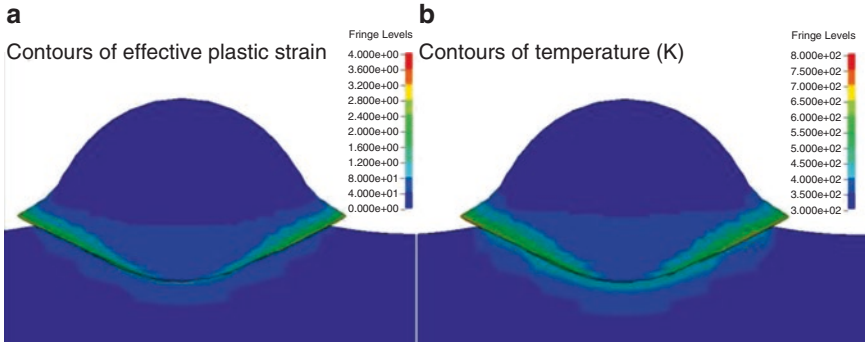 a
Contours of effective plastic strain
Fringe Levels
4.000e+00
3.600e+00
3.200e+00
2.800e+00
2.400e+00
2.000e+00
1.600e+00
1.200e+00
8.000e+01
4.000e+01
0.000e+00
b
Contours of temperature (K)
Fringe Levels
8.000e+02
7.500e+02
7.000e+02
6.500e+02
6.000e+02
5.500e+02
5.000e+02
4.500e+02
4.000e+02
3.500e+02
3.000e+02